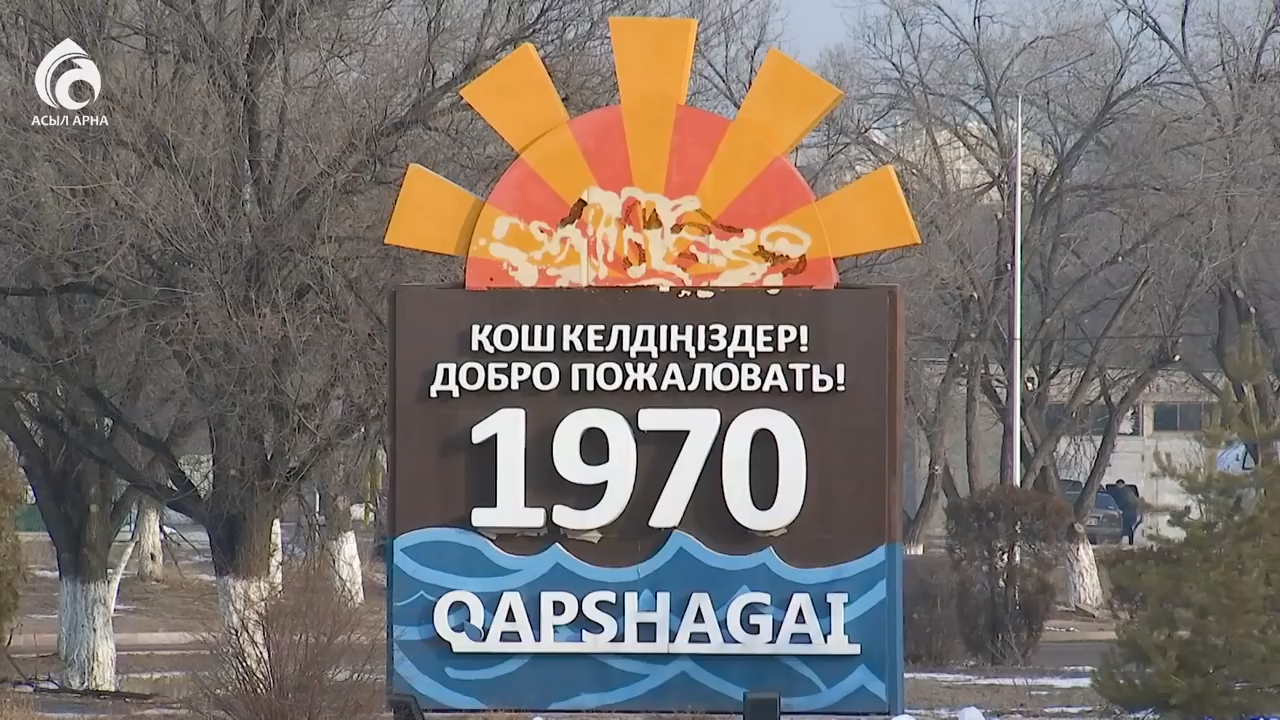 АСЫЛ АРНА
ҚОШ КЕЛДІҢІЗДЕР!
ДОБРО ПОЖАЛОВАТЬ!
1970
QAPSHAGAI